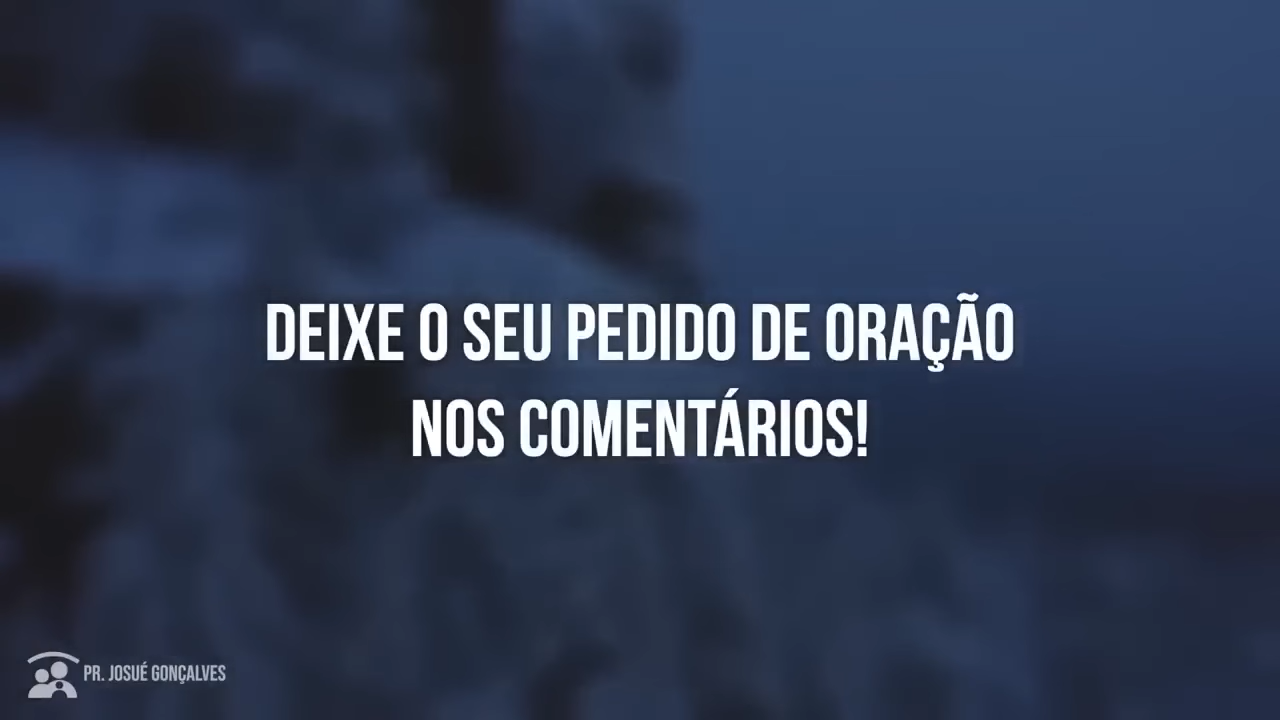 DEIXE O SEU PEDIDO DE ORAÇÃO
NOS COMENTÁRIOS!
PR. JOSUÉ GONÇALVES